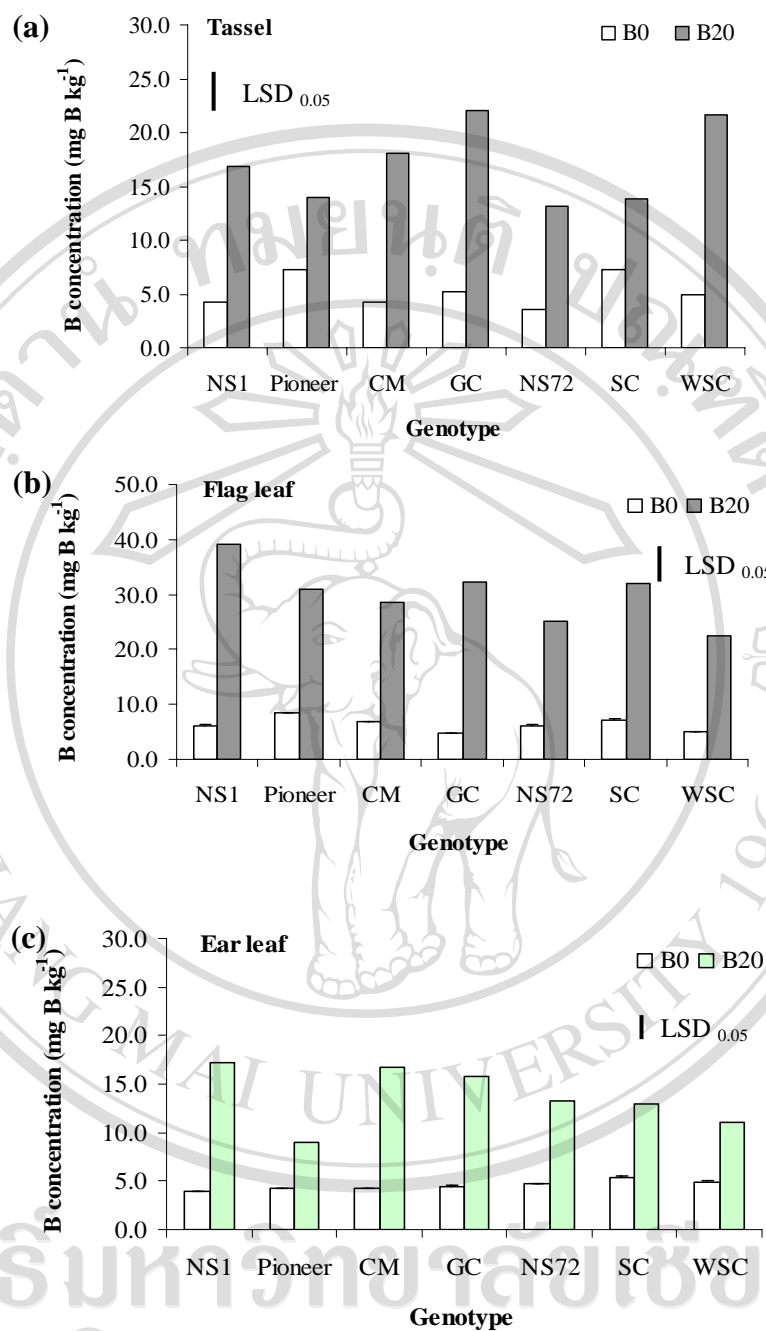 (a)
Tassel
B0 B20
LSD 0.05
B concentration (mg B kg-1)
30.0
25.0
20.0
15.0
10.0
5.0
0.0
NS1 Pioneer CM GC NS72 SC WSC
Genotype
(b)
Flag leaf
B0 B20
LSD 0.05
B concentration (mg B kg-1)
50.0
40.0
30.0
20.0
10.0
0.0
NS1 Pioneer CM GC NS72 SC WSC
Genotype
(c)
Ear leaf
B0 B20
LSD 0.05
B concentration (mg B kg-1)
30.0
25.0
20.0
15.0
10.0
5.0
0.0
NS1 Pioneer CM GC NS72 SC WSC
Genotype
MAI UNIVERSITY